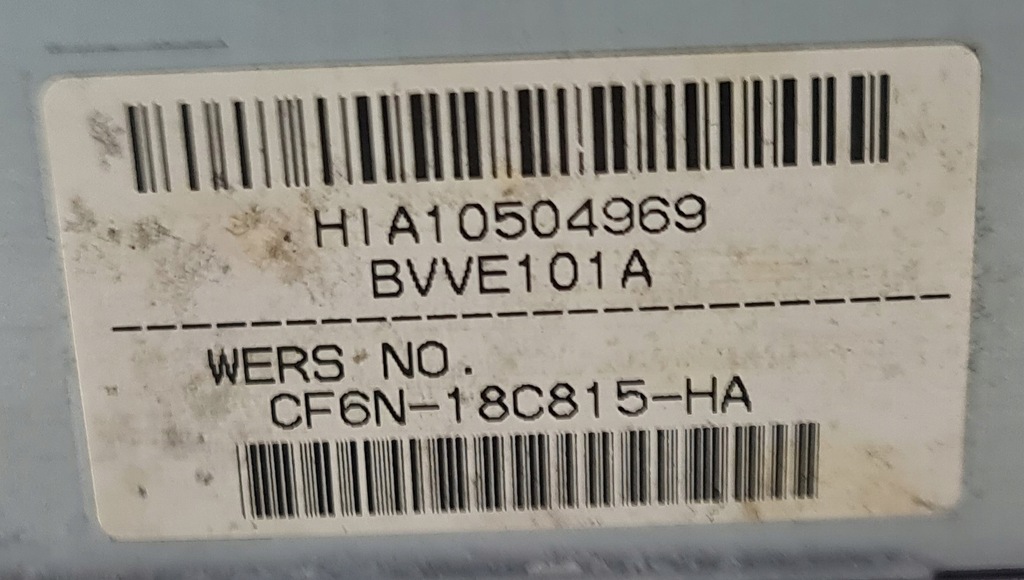 HIA10504969
BVVE101A
WERS NO.
CF6N-18C815-HA